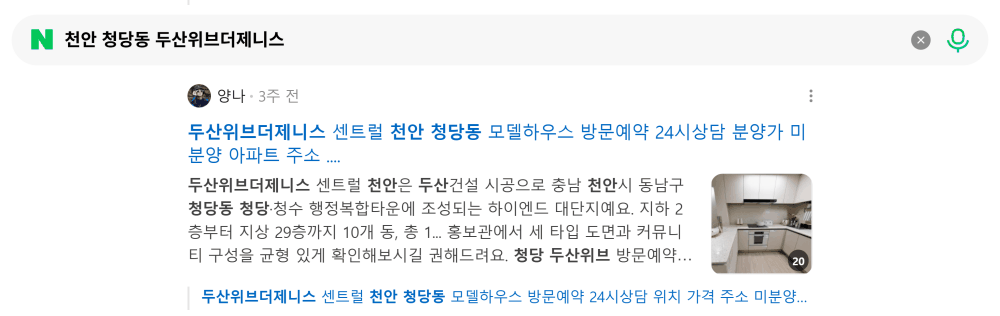 천안 청당동 두산위브더제니스
양나 · 3주 전
두산위브더제니스 센트럴 천안 청당동 모델하우스 방문예약 24시상담 분양가 미
분양 아파트 주소 ....
두산위브더제니스 센트럴 천안은 두산건설 시공으로 충남 천안시 동남구
청당동 청당·청수 행정복합타운에 조성되는 하이엔드 대단지예요. 지하 2
층부터 지상 29층까지 10개 동, 총 1... 홍보관에서 세 타입 도면과 커뮤니
티 구성을 균형 있게 확인해보시길 권해드려요. 청당 두산위브 방문예약...
20
두산위브더제니스 센트럴 천안 청당동 모델하우스 방문예약 24시상담 위치 가격 주소 미분양...